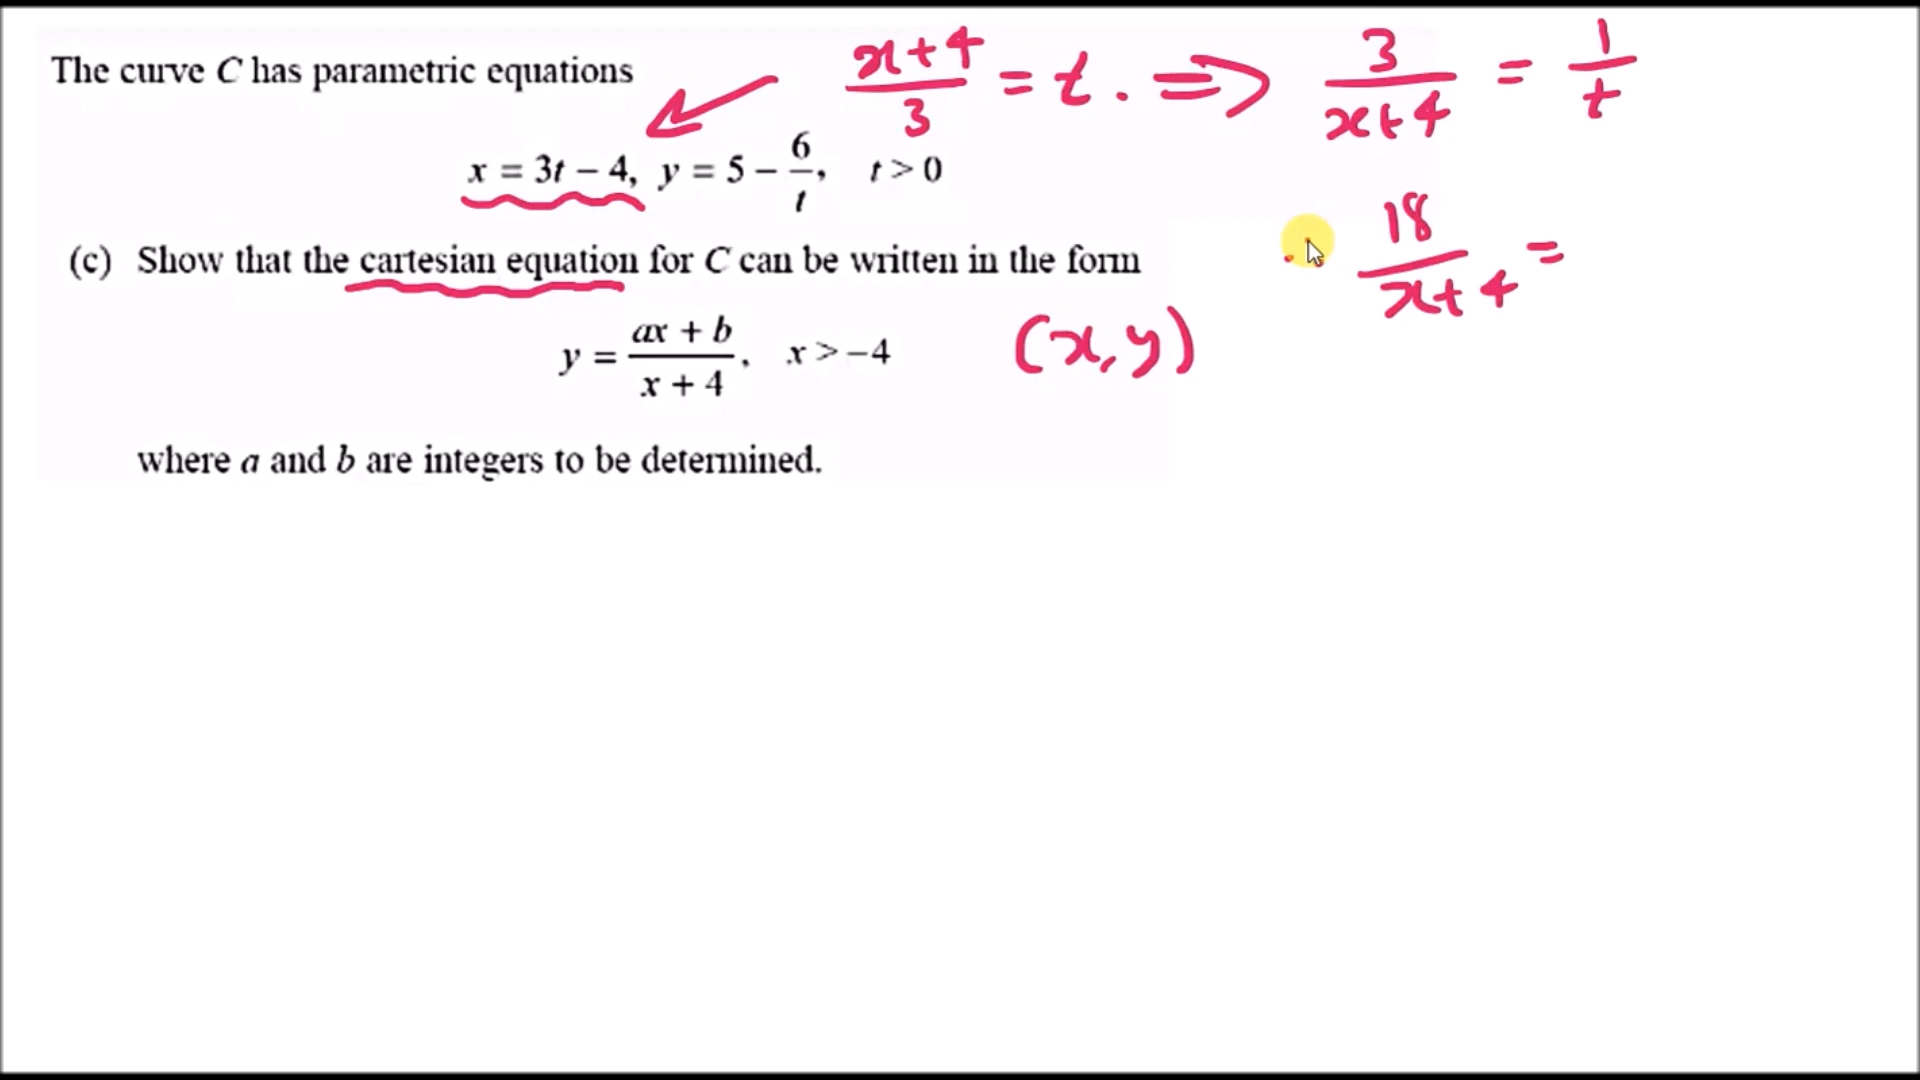 The curve C has parametric equations
x+4/3 = t. ⇒ 3/x+4 = 1/t
x = 3t − 4, y = 5 − 6/t, t > 0
(c) Show that the cartesian equation for C can be written in the form
∴ 18/x+4 =
y = ax + b/x + 4, x > −4
(x, y)
where a and b are integers to be determined.